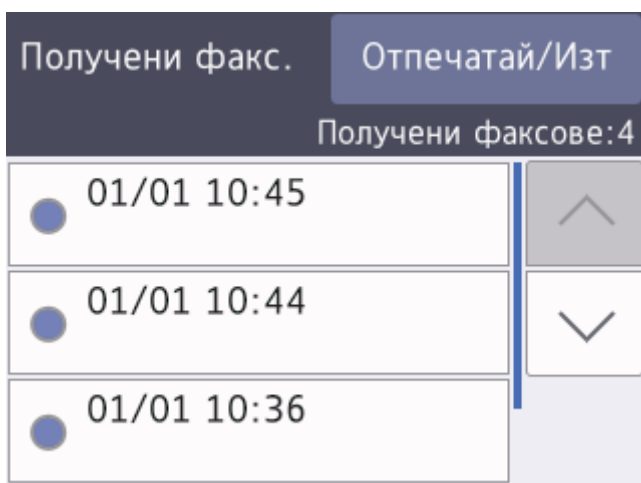 Получени факс.
Отпечатай/Изт
Получени факсове:4
01/01 10:45
01/01 10:44
01/01 10:36